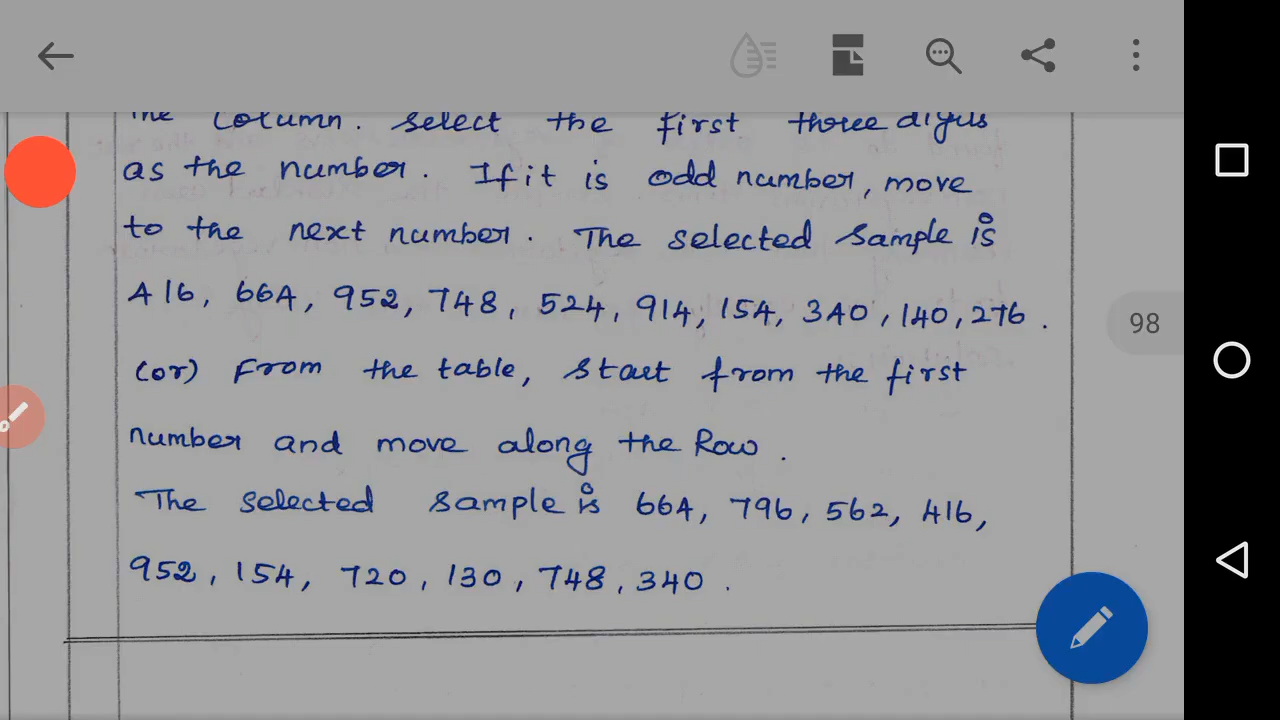 the column. Select the first three digits
as the number. If it is odd number, move
to the next number. The selected sample is
416, 664, 952, 748, 524, 914, 154, 340, 140, 276.
(or) From the table, start from the first
number and move along the Row.
The selected sample is 664, 796, 562, 416,
952, 154, 720, 130, 748, 340.
98